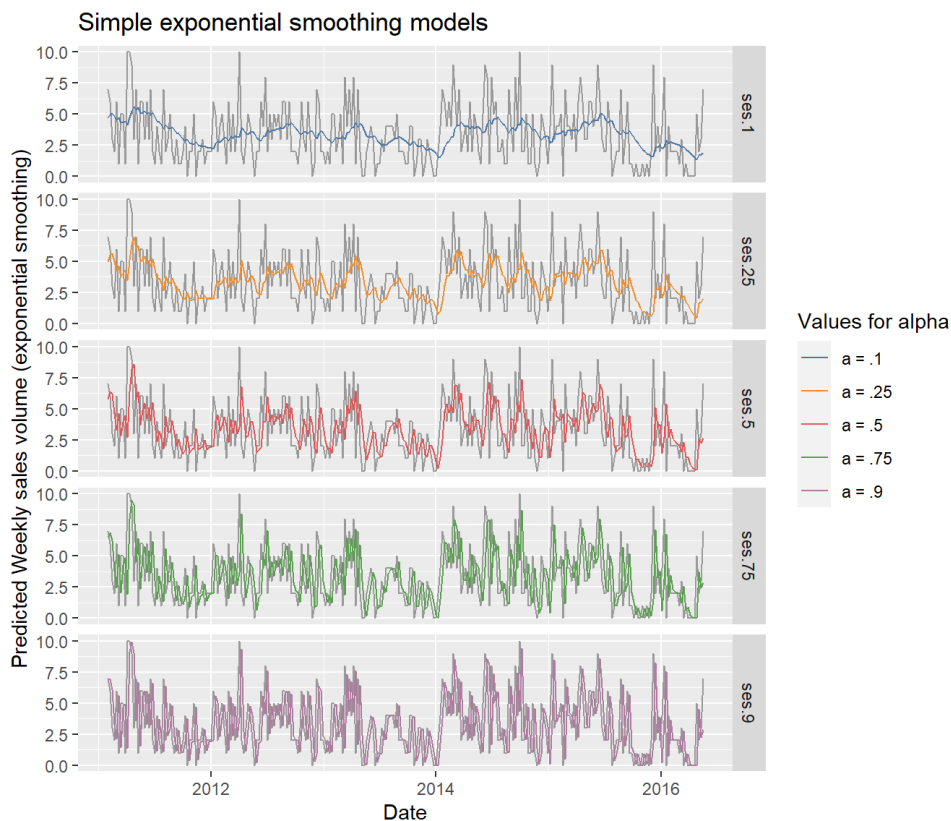 Simple exponential smoothing models
Predicted Weekly sales volume (exponential smoothing)
10.0
7.5
5.0
2.5
0.0
ses.1
10.0
7.5
5.0
2.5
0.0
ses.25
10.0
7.5
5.0
2.5
0.0
ses.5
10.0
7.5
5.0
2.5
0.0
ses.75
10.0
7.5
5.0
2.5
0.0
ses.9
2012
2014
2016
Date
Values for alpha
a = .1
a = .25
a = .5
a = .75
a = .9